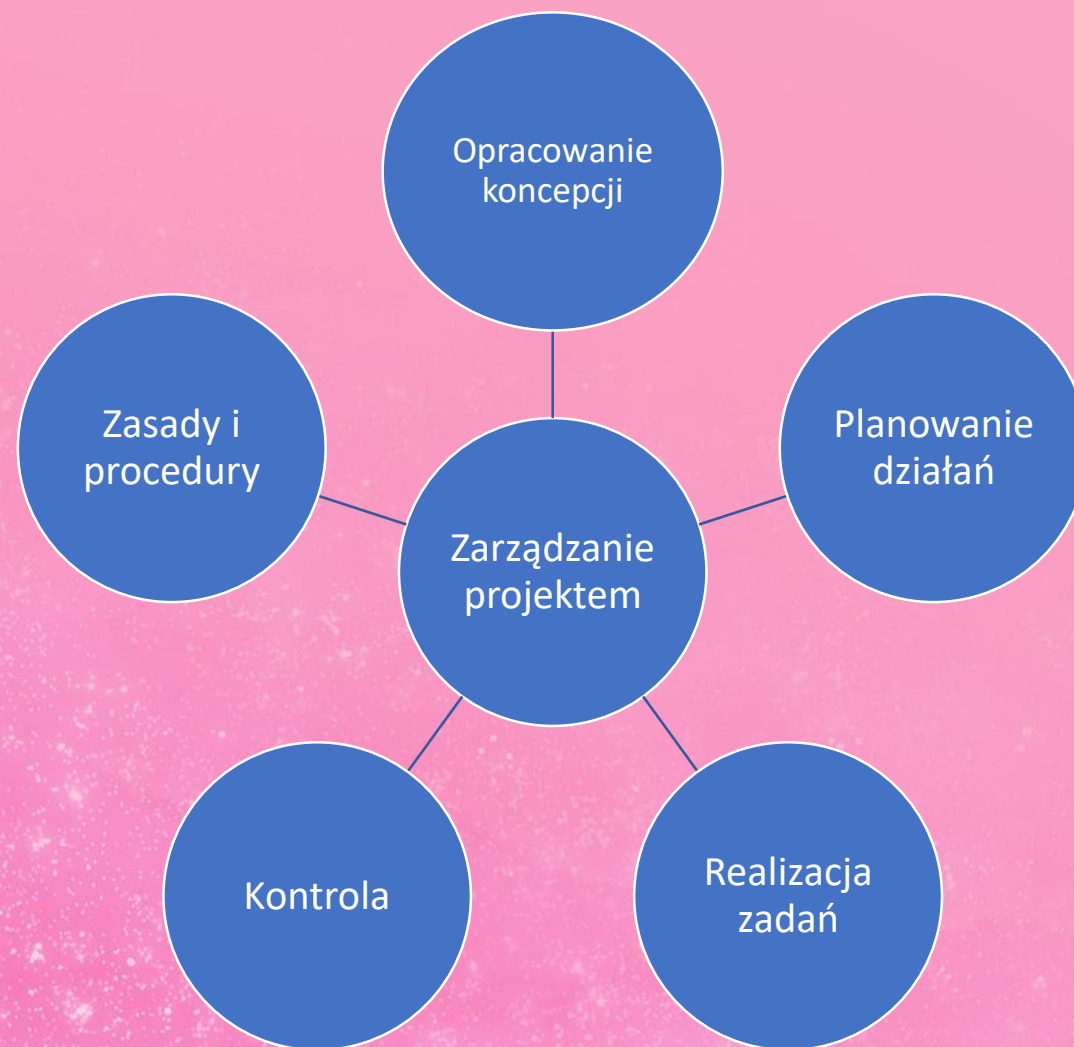 Opracowanie
koncepcji
Zasady i
procedury
Planowanie
działań
Zarządzanie
projektem
Kontrola
Realizacja
zadań